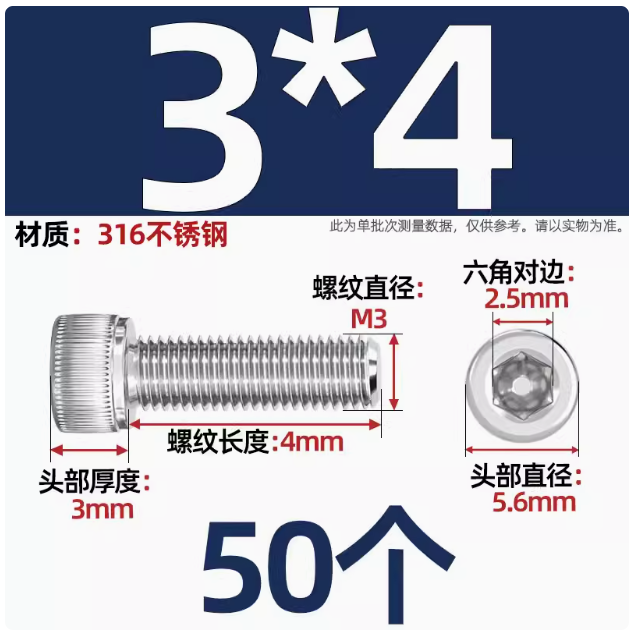 3*4
材质：316不锈钢
此为单批次测量数据，仅供参考。请以实物为准。
螺纹直径：
M3
六角对边：
2.5mm
螺纹长度:4mm
头部厚度：
3mm
头部直径：
5.6mm
50个